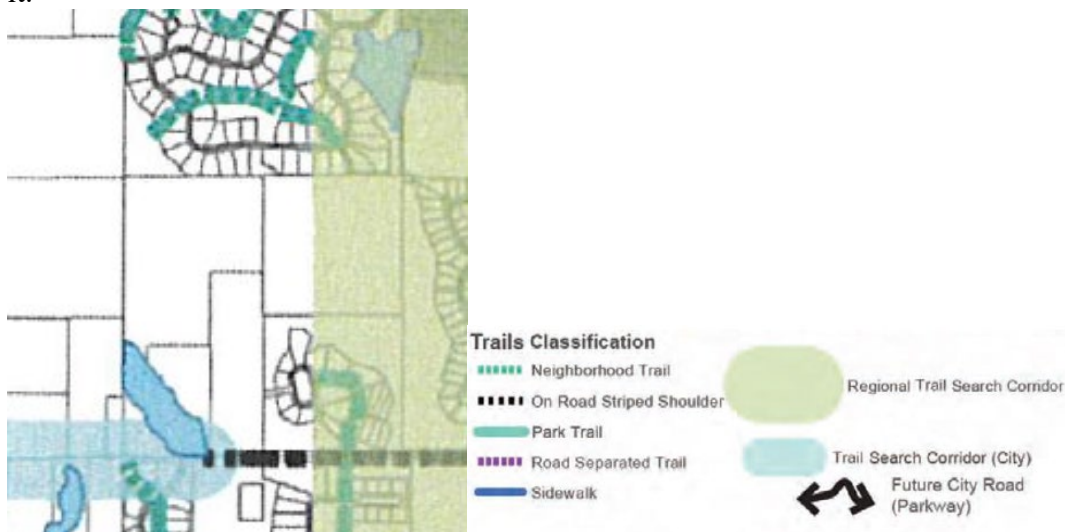 Trails Classification
Neighborhood Trail
On Road Striped Shoulder
Park Trail
Road Separated Trail
Sidewalk
Regional Trail Search Corridor
Trail Search Corridor (City)
Future City Road
(Parkway)